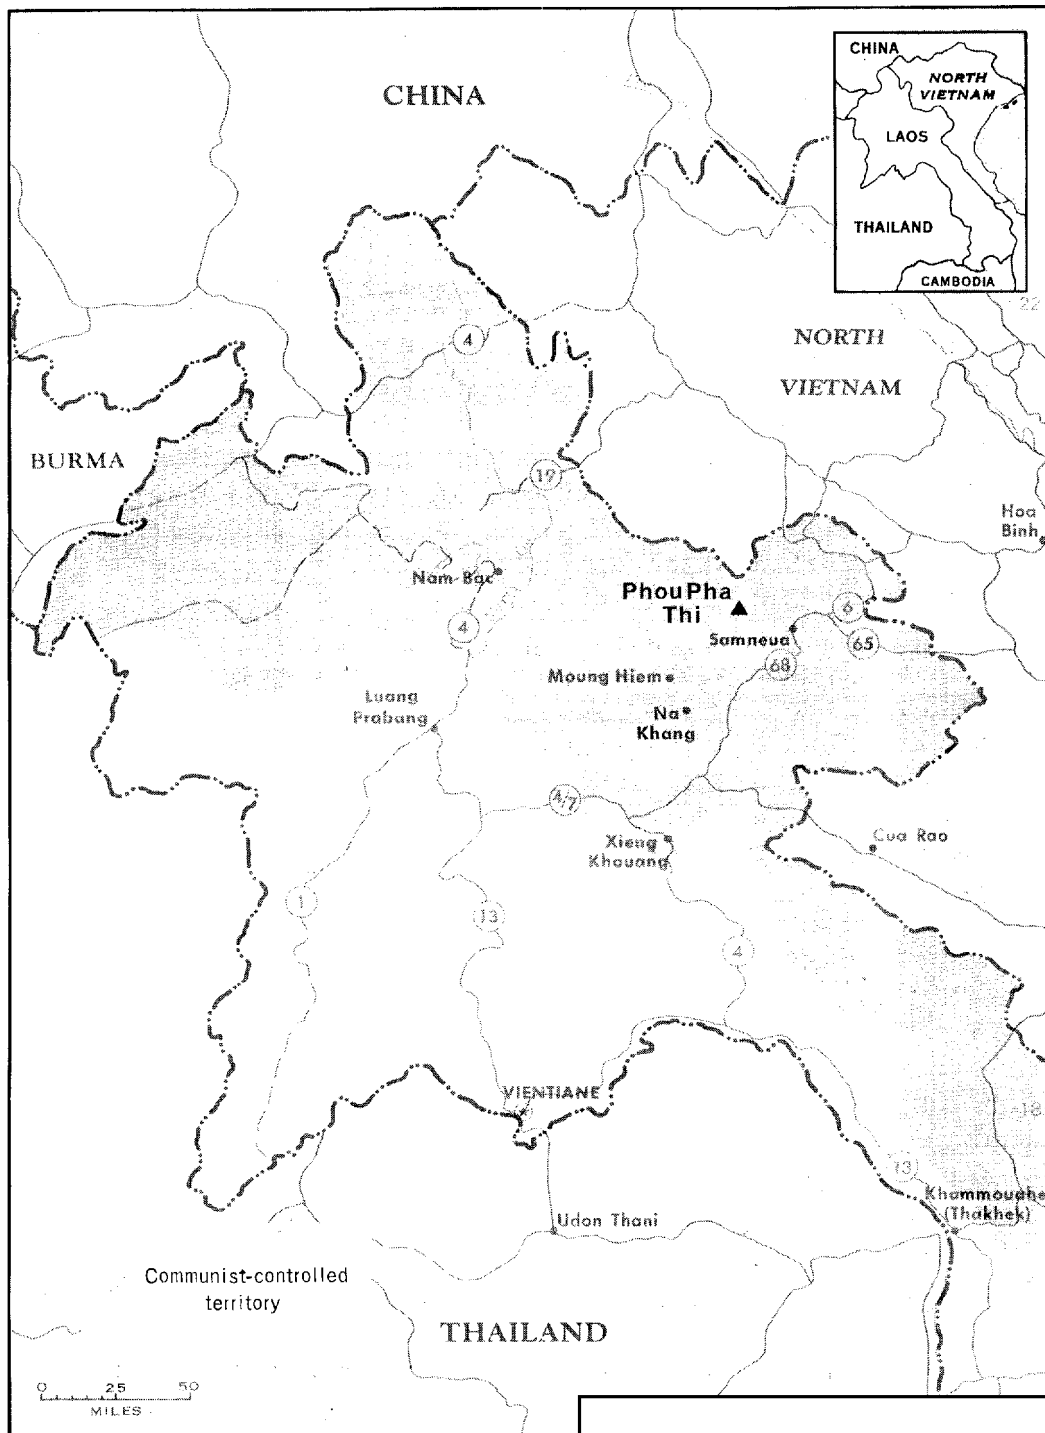 CHINA
CHINA
NORTH
VIETNAM
LAOS
THAILAND
CAMBODIA
22
4
NORTH
VIETNAM
BURMA
19
Hoa
Binh
Nam Bac
Phou Pha
Thi
6
4
Samneua
65
68
Moung Hiem
Luang
Prabang
Na
Khang
4/7
Xieng
Khouang
Cua Rao
1
13
4
VIENTIANE
18
13
Khammouane
(Thakhek)
Udon Thani
Communist-controlled
territory
THAILAND
0 25 50
MILES